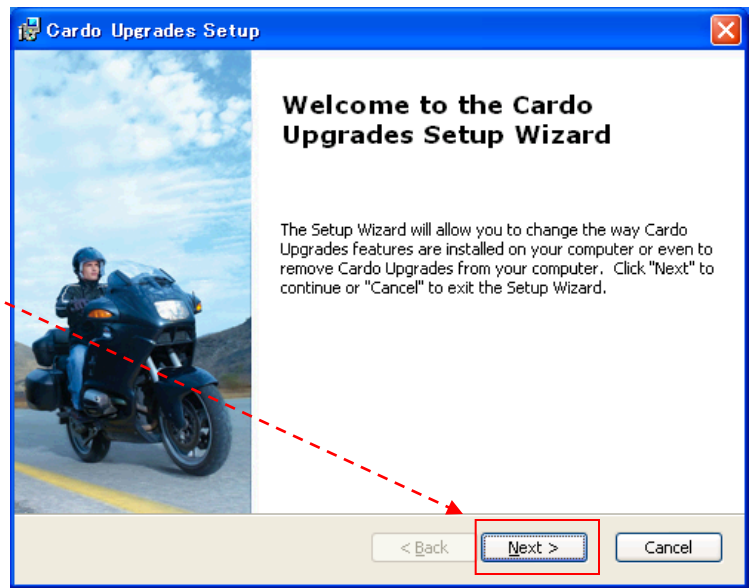 Cardo Upgrades Setup
Welcome to the Cardo
Upgrades Setup Wizard
The Setup Wizard will allow you to change the way Cardo
Upgrades features are installed on your computer or even to
remove Cardo Upgrades from your computer. Click "Next" to
continue or "Cancel" to exit the Setup Wizard.
< Back Next > Cancel